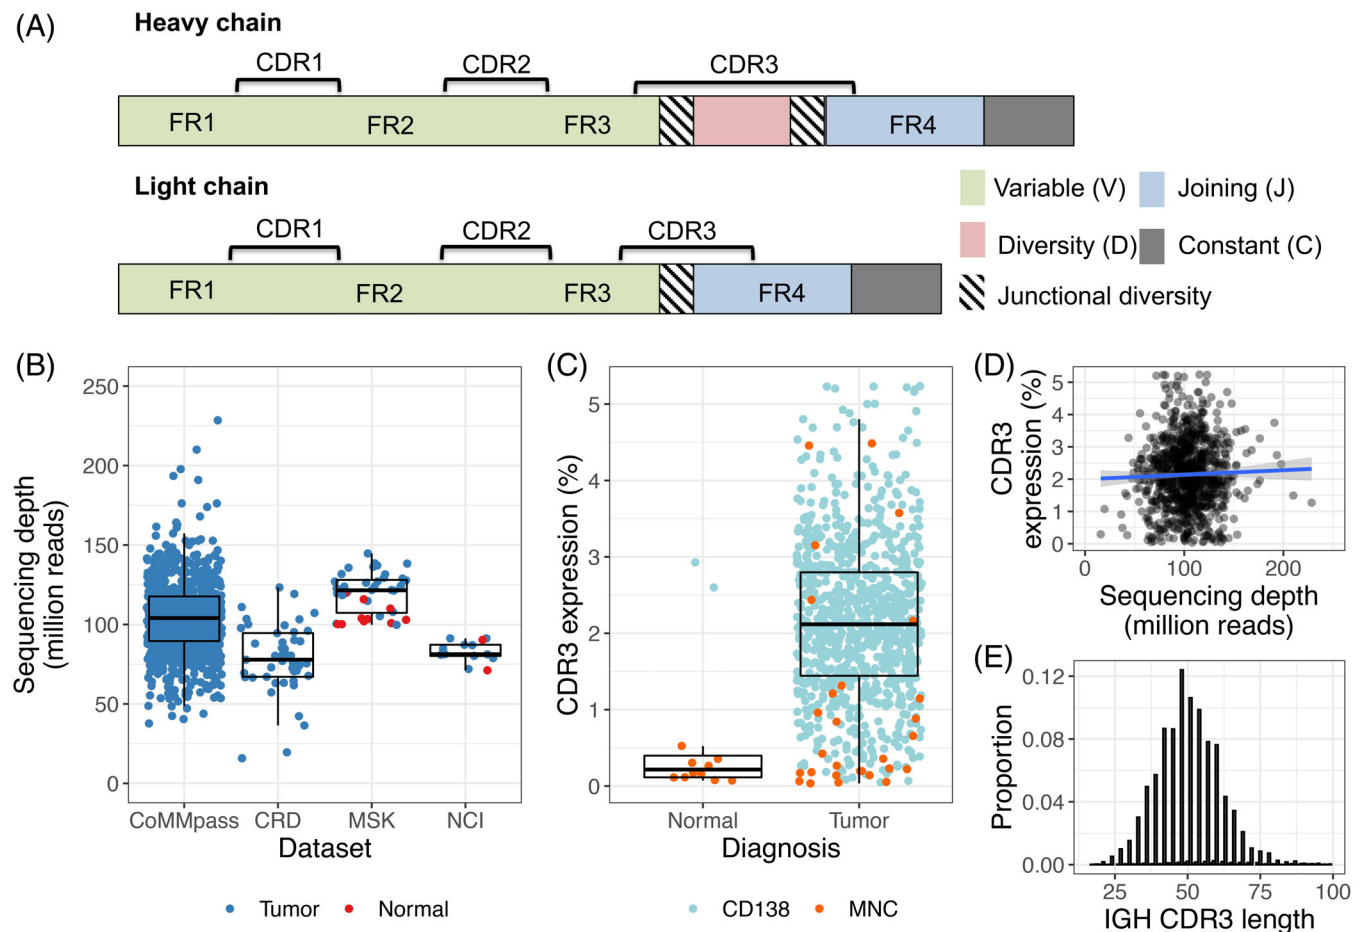 (A)
Heavy chain
CDR1 CDR2 CDR3
FR1 FR2 FR3 FR4
Light chain
CDR1 CDR2 CDR3
FR1 FR2 FR3 FR4
Variable (V) Joining (J)
Diversity (D) Constant (C)
Junctional diversity
(B)
Sequencing depth
(million reads)
250
200
150
100
50
0
CoMMpass CRD MSK NCI
Dataset
Tumor Normal
(C)
CDR3 expression (%)
5
4
3
2
1
0
Normal Tumor
Diagnosis
CD138 MNC
(D)
CDR3
expression (%)
5
4
3
2
1
0
0 100 200
Sequencing depth
(million reads)
(E)
Proportion
0.12
0.08
0.04
0.00
25 50 75 100
IGH CDR3 length